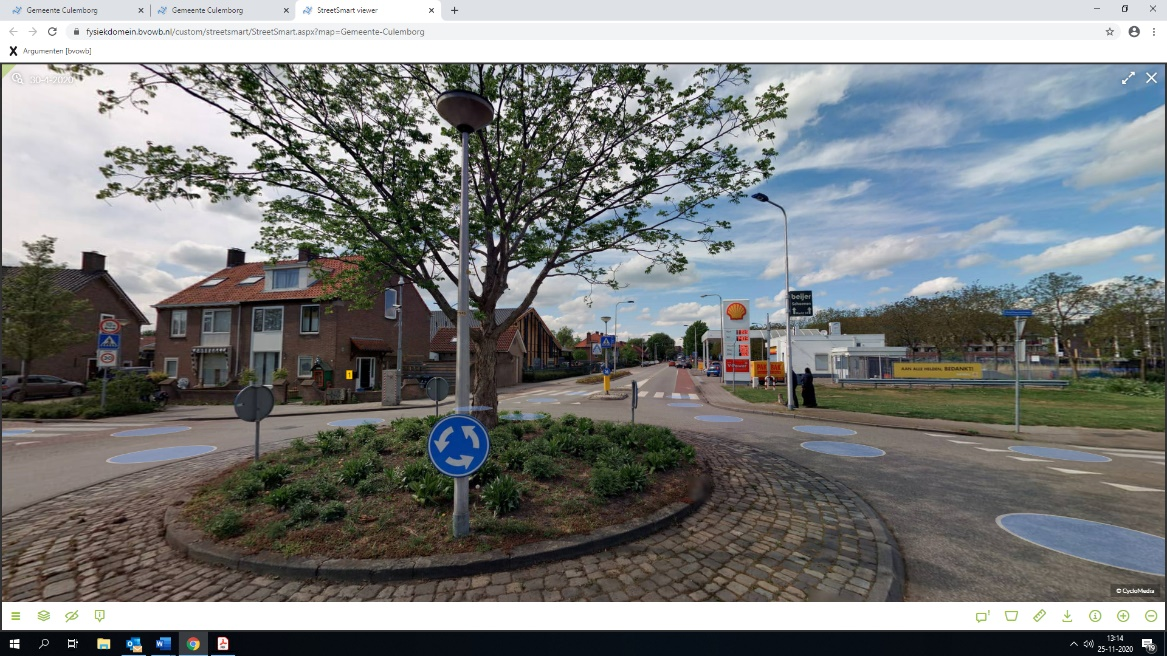 Gemeente Culemborg
Gemeente Culemborg
StreetSmart viewer
fysiekdomein.bvowb.nl/custom/streetsmart/StreetSmart.aspx?map=Gemeente-Culemborg
Argumenten [bvowb]
beijer
30
AAN ALLE HELDEN, BEDANKT!
© CycloMedia
13:14
25-11-2020